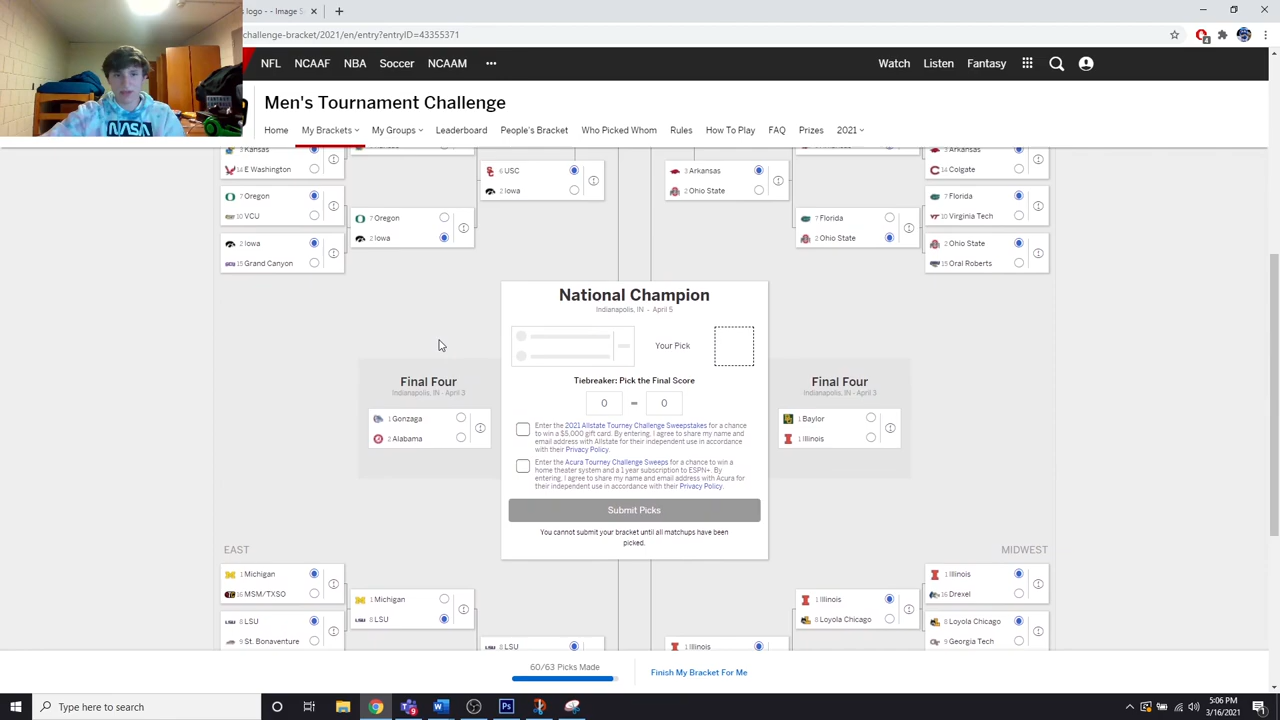 s logo - Image S
challenge-bracket/2021/en/entry?entryID=43355371
NFL NCAAF NBA Soccer NCAAM
Watch Listen Fantasy
Men's Tournament Challenge
Home My Brackets My Groups Leaderboard People's Bracket Who Picked Whom Rules How To Play FAQ Prizes 2021
3 Kansas
14 E Washington
7 Oregon
10 VCU
2 Iowa
15 Grand Canyon
7 Oregon
2 Iowa
6 USC
2 Iowa
3 Arkansas
2 Ohio State
7 Florida
2 Ohio State
3 Arkansas
14 Colgate
7 Florida
10 Virginia Tech
2 Ohio State
15 Oral Roberts
National Champion
Indianapolis, IN - April 5
Your Pick
Tiebreaker: Pick the Final Score
0 - 0
Enter the 2021 Allstate Tourney Challenge Sweepstakes for a chance
to win a $5,000 gift card. By entering, I agree to share my name and
email address with Allstate for their independent use in accordance
with their Privacy Policy.
Enter the Acura Tourney Challenge Sweeps for a chance to win a
home theater system and a 1 year subscription to ESPN+. By
entering, I agree to share my name and email address with Acura for
their independent use in accordance with their Privacy Policy.
Submit Picks
You cannot submit your bracket until all matchups have been
picked.
Final Four
Indianapolis, IN - April 3
1 Gonzaga
2 Alabama
Final Four
Indianapolis, IN - April 3
1 Baylor
1 Illinois
EAST
MIDWEST
1 Michigan
16 MSM/TXSO
8 LSU
9 St. Bonaventure
1 Michigan
8 LSU
8 LSU
1 Illinois
1 Illinois
8 Loyola Chicago
1 Illinois
16 Drexel
8 Loyola Chicago
9 Georgia Tech
60/63 Picks Made
Finish My Bracket For Me
Type here to search
5:06 PM
3/16/2021
NASA